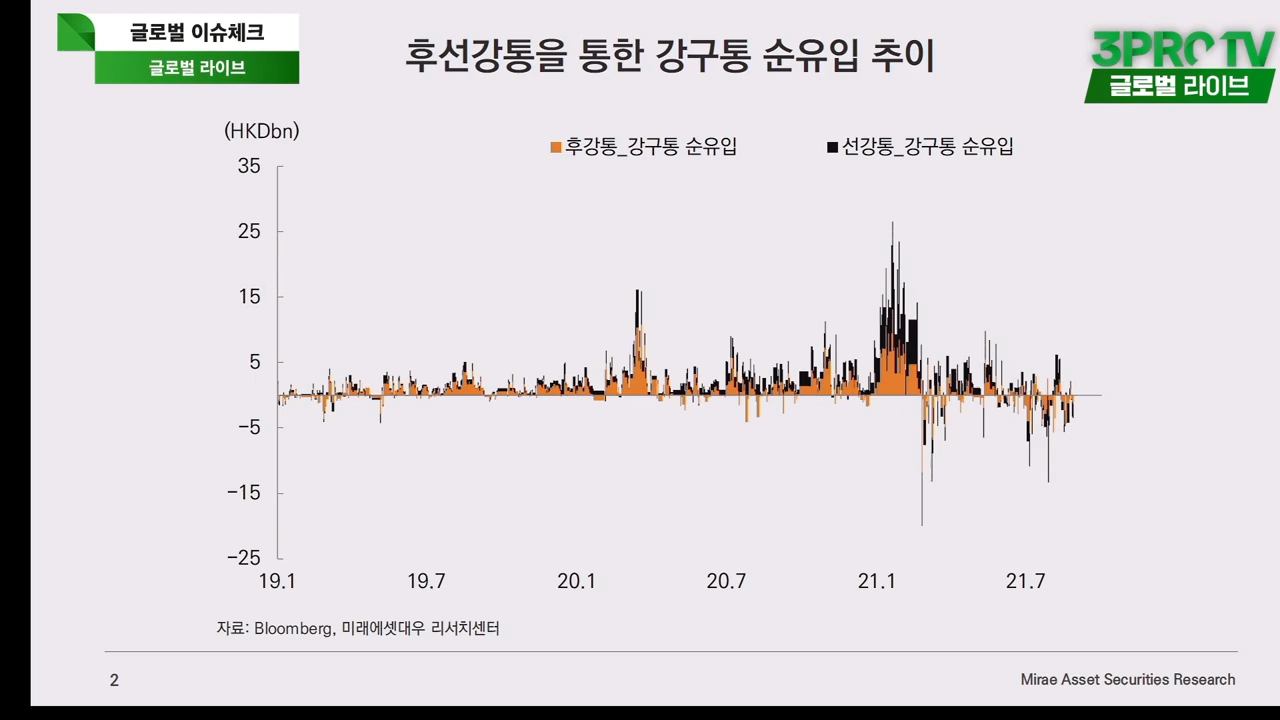 글로벌 이슈체크
글로벌 라이브
후선강통을 통한 강구통 순유입 추이
3PRO TV
글로벌 라이브
(HKDbn)
후강통_강구통 순유입
선강통_강구통 순유입
35
25
15
5
−5
−15
−25
19.1 19.7 20.1 20.7 21.1 21.7
자료: Bloomberg, 미래에셋대우 리서치센터
2
Mirae Asset Securities Research